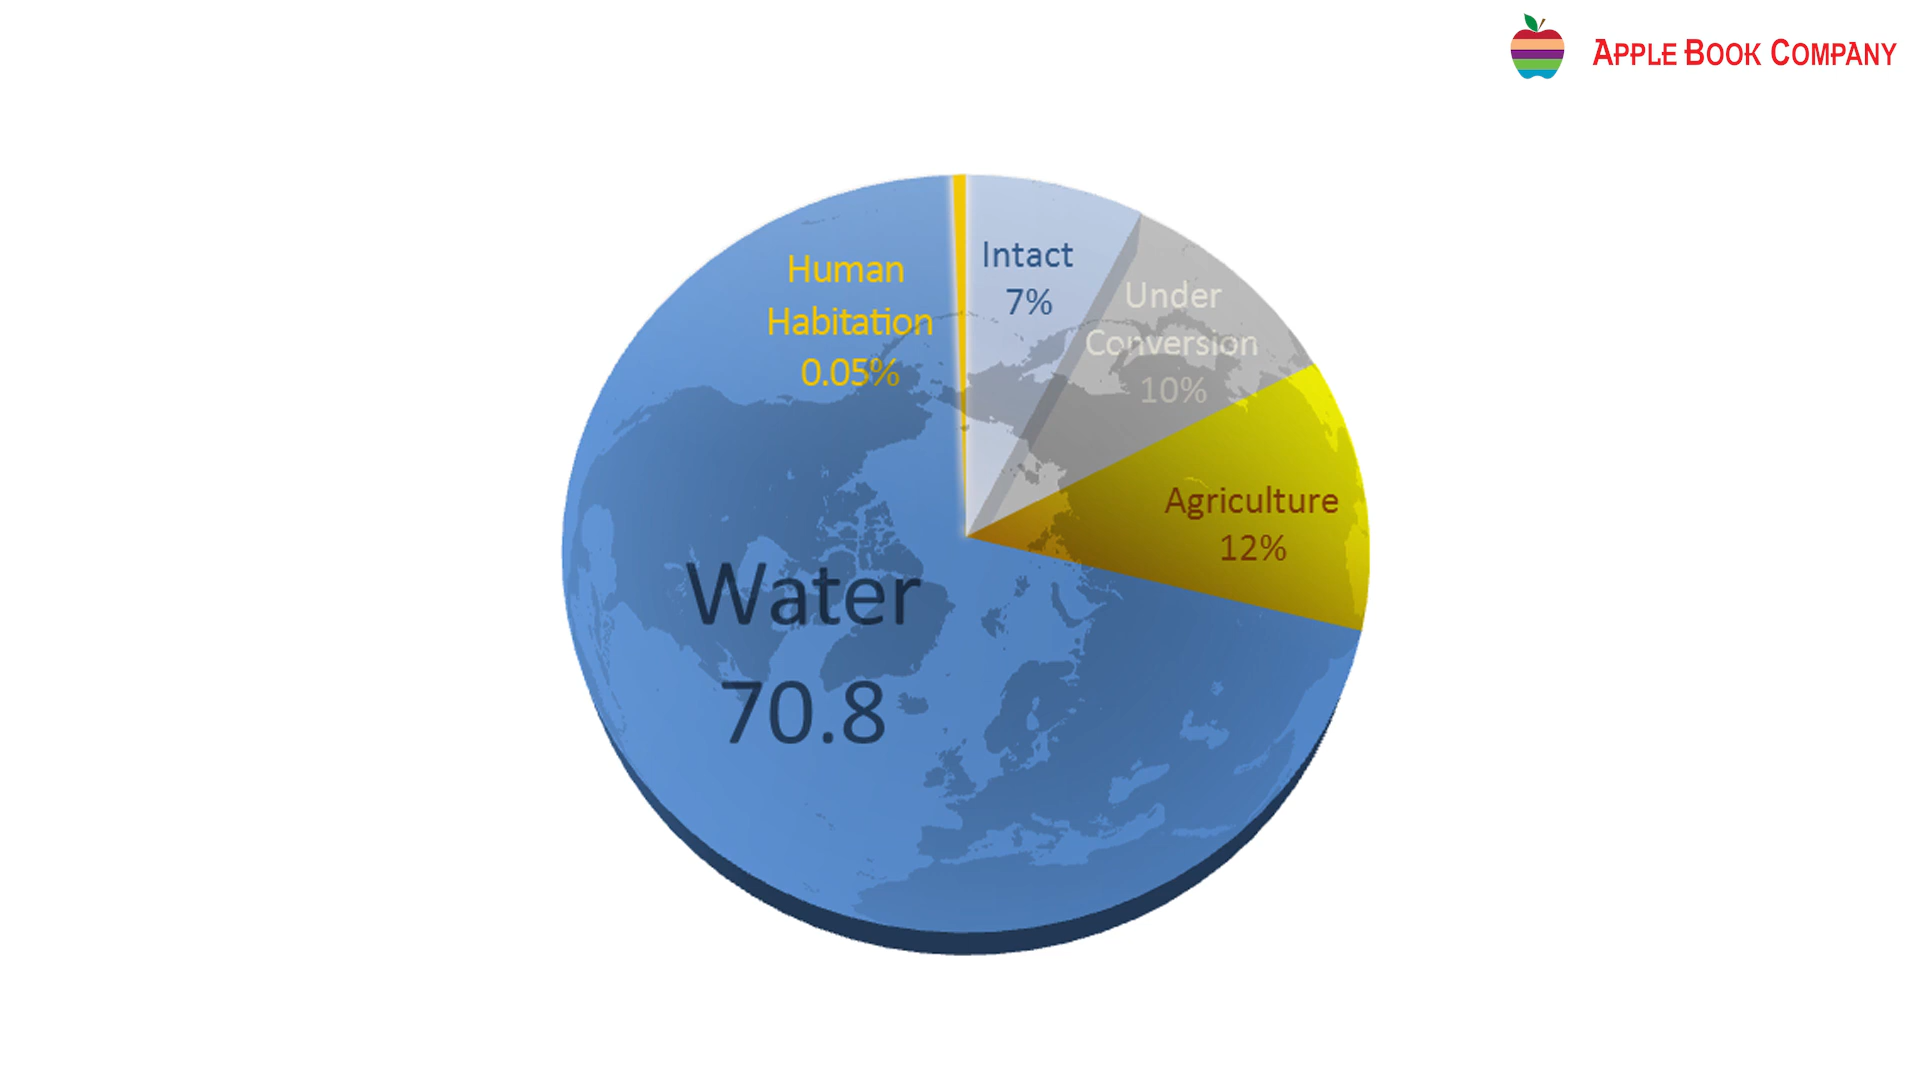 APPLE BOOK COMPANY
Human
Habitation
0.05%
Intact
7%
Under
Conversion
10%
Agriculture
12%
Water
70.8